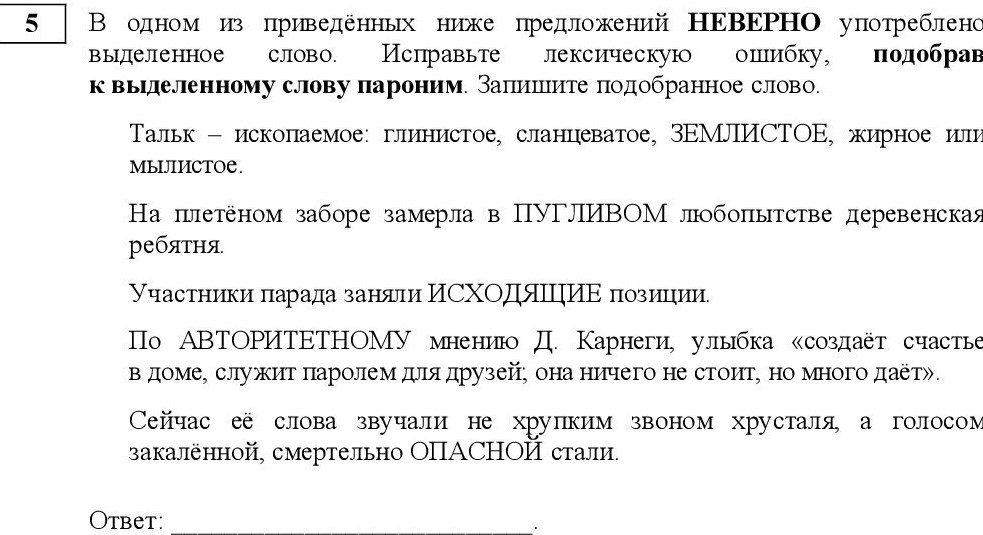 5
В одном из приведённых ниже предложений НЕВЕРНО употреблено
выделенное слово. Исправьте лексическую ошибку, подобрав
к выделенному слову пароним. Запишите подобранное слово.
Тальк – ископаемое: глинистое, сланцеватое, ЗЕМЛИСТОЕ, жирное или
мылистое.
На плетёном заборе замерла в ПУГЛИВОМ любопытстве деревенская
ребятня.
Участники парада заняли ИСХОДЯЩИЕ позиции.
По АВТОРИТЕТНОМУ мнению Д. Карнеги, улыбка «создаёт счастье
в доме, служит паролем для друзей; она ничего не стоит, но много даёт».
Сейчас её слова звучали не хрупким звоном хрусталя, а голосом
закалённой, смертельно ОПАСНОЙ стали.
Ответ: ___________________________.